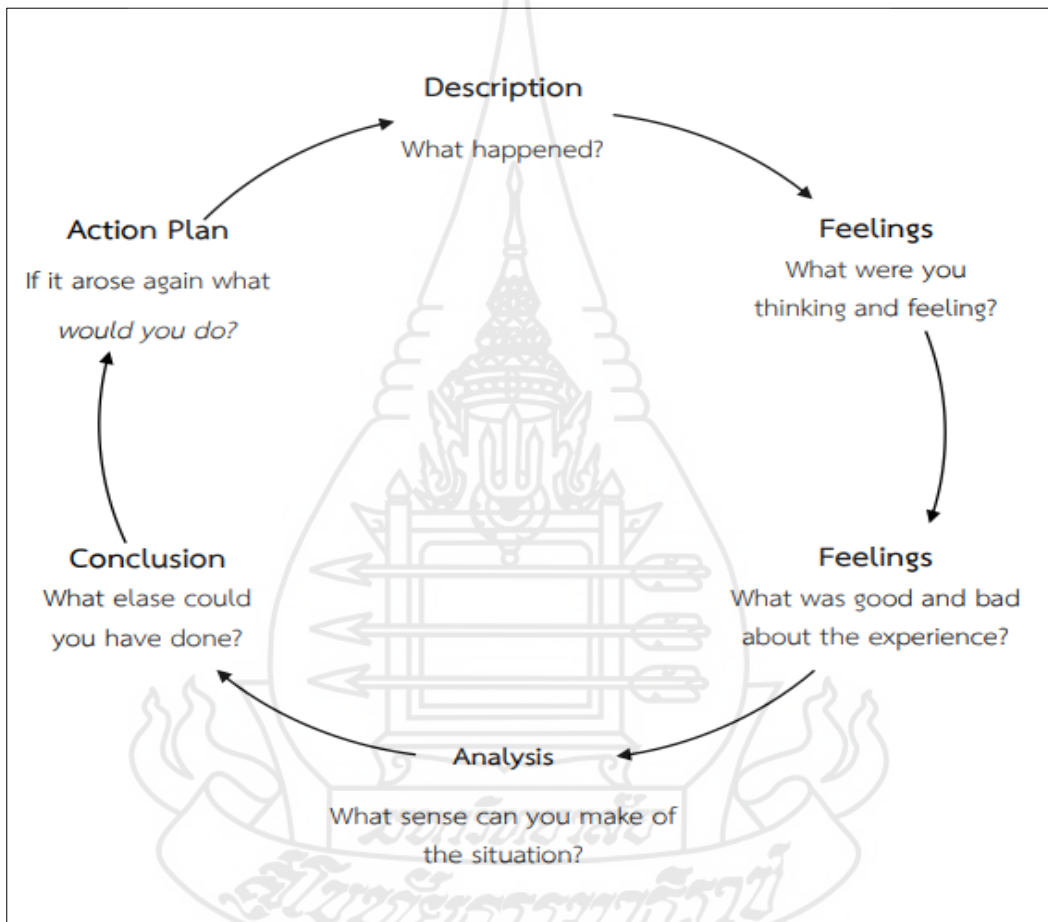 Description
What happened?
Feelings
What were you
thinking and feeling?
Feelings
What was good and bad
about the experience?
Analysis
What sense can you make of
the situation?
Conclusion
What elase could
you have done?
Action Plan
If it arose again what
would you do?